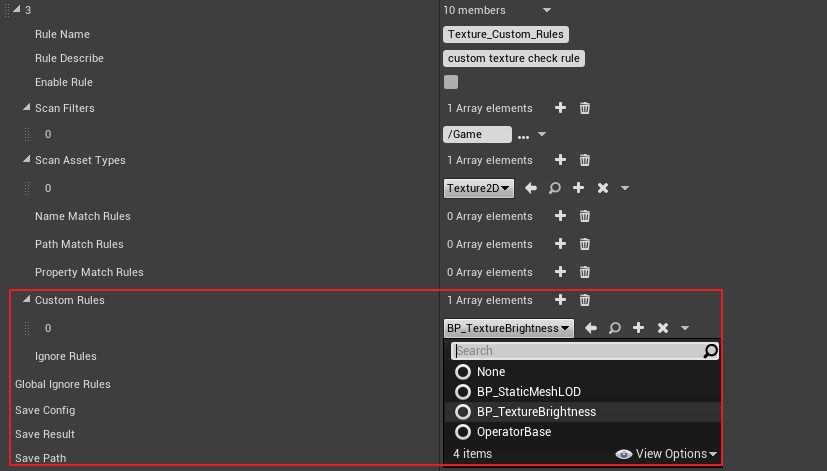 3 10 members
Rule Name Texture_Custom_Rules
Rule Describe custom texture check rule
Enable Rule
Scan Filters 1 Array elements
0 /Game ...
Scan Asset Types 1 Array elements
0 Texture2D
Name Match Rules 0 Array elements
Path Match Rules 0 Array elements
Property Match Rules 0 Array elements
Custom Rules 1 Array elements
0 BP_TextureBrightness
Search
Ignore Rules
None
Global Ignore Rules
BP_StaticMeshLOD
Save Config
BP_TextureBrightness
Save Result
OperatorBase
Save Path
4 items View Options